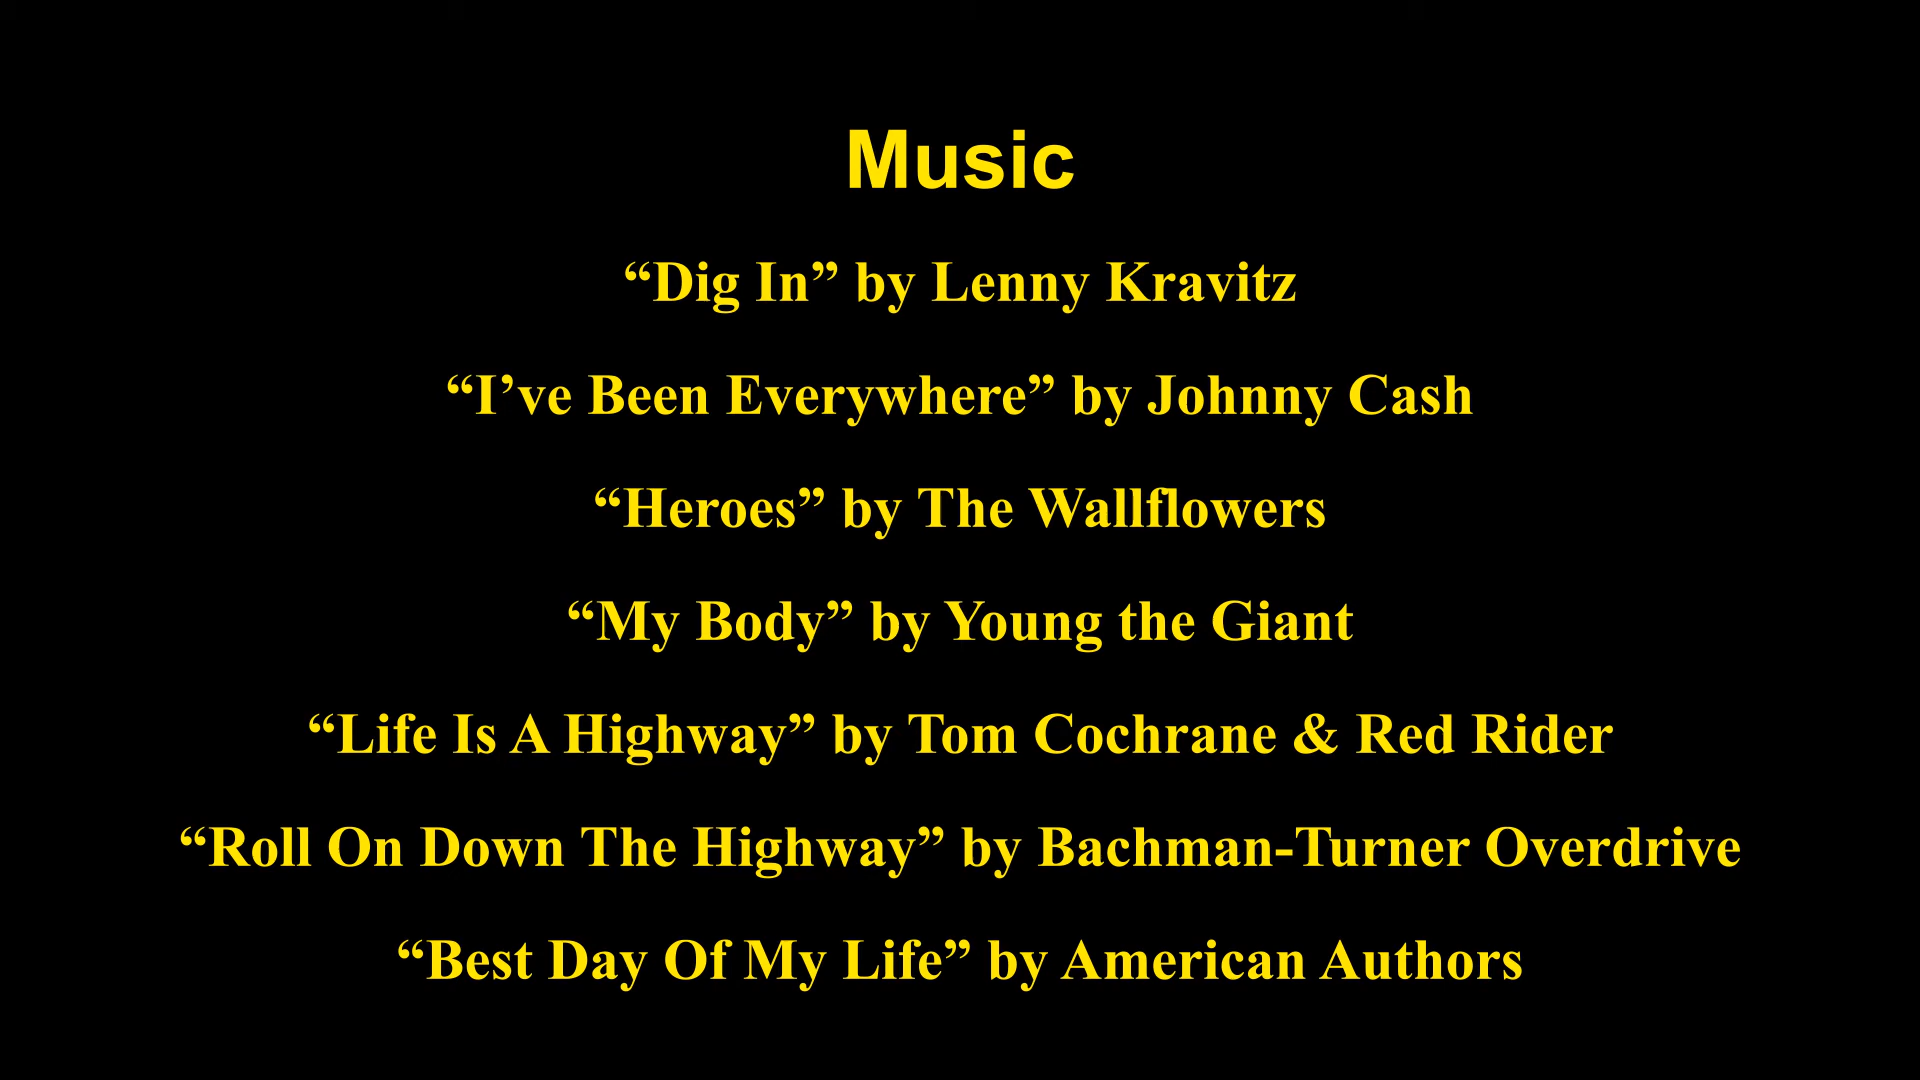 Music
“Dig In” by Lenny Kravitz
“I’ve Been Everywhere” by Johnny Cash
“Heroes” by The Wallflowers
“My Body” by Young the Giant
“Life Is A Highway” by Tom Cochrane & Red Rider
“Roll On Down The Highway” by Bachman-Turner Overdrive
“Best Day Of My Life” by American Authors